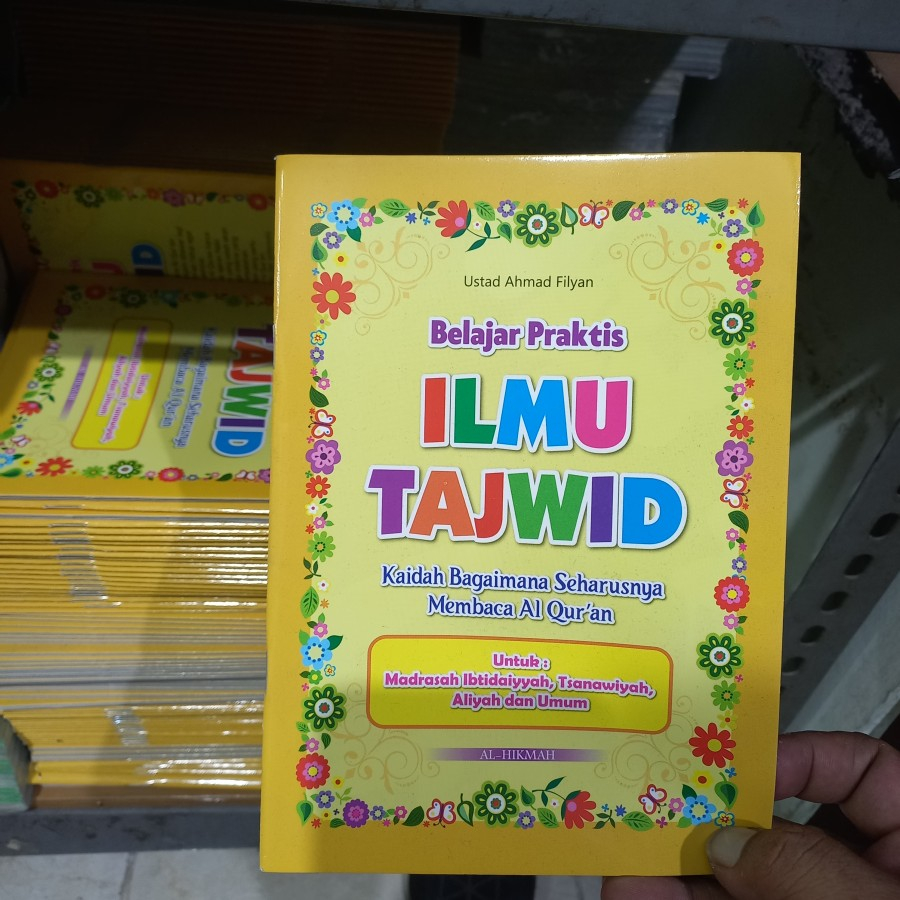 Ustad Ahmad Filyan
Belajar Praktis
ILMU
TAJWID
Kaidah Bagaimana Seharusnya
Membaca Al Qur'an
Untuk :
Madrasah Ibtidaiyyah, Tsanawiyah,
Aliyah dan Umum
AL-HIKMAH
TAJWID